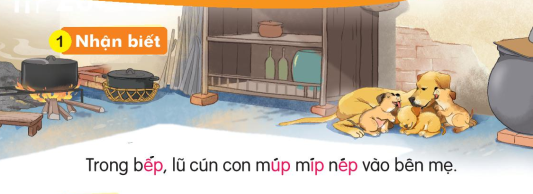 1 Nhận biết
Trong bếp, lũ cún con múp míp nép vào bên mẹ.